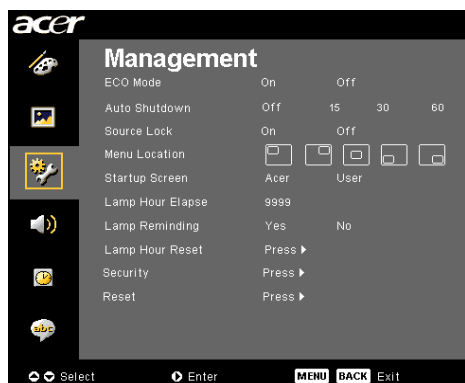 acer
Management
ECO Mode On Off
Auto Shutdown Off 15 30 60
Source Lock On Off
Menu Location
Startup Screen Acer User
Lamp Hour Elapse 9999
Lamp Reminding Yes No
Lamp Hour Reset Press
Security Press
Reset Press
abc
Select Enter MENU BACK Exit